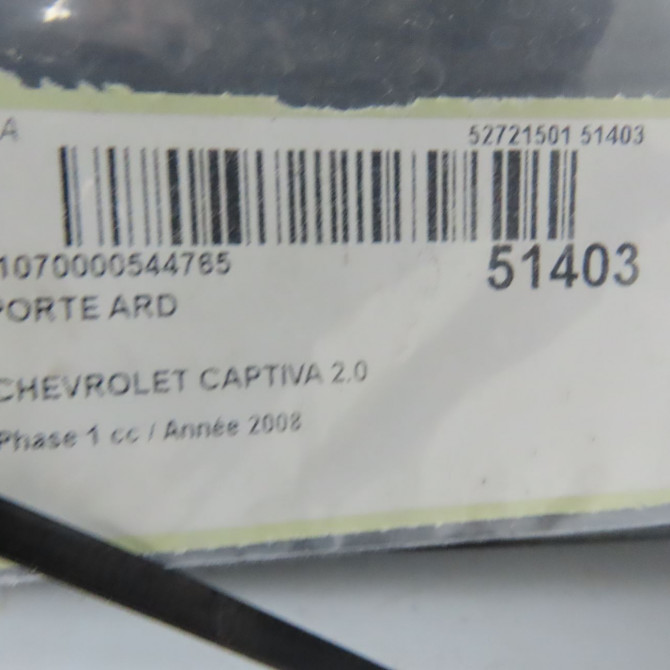 A
52721501 51403
1070000544765
51403
PORTE ARD
CHEVROLET CAPTIVA 2.0
Phase 1 cc / Année 2008